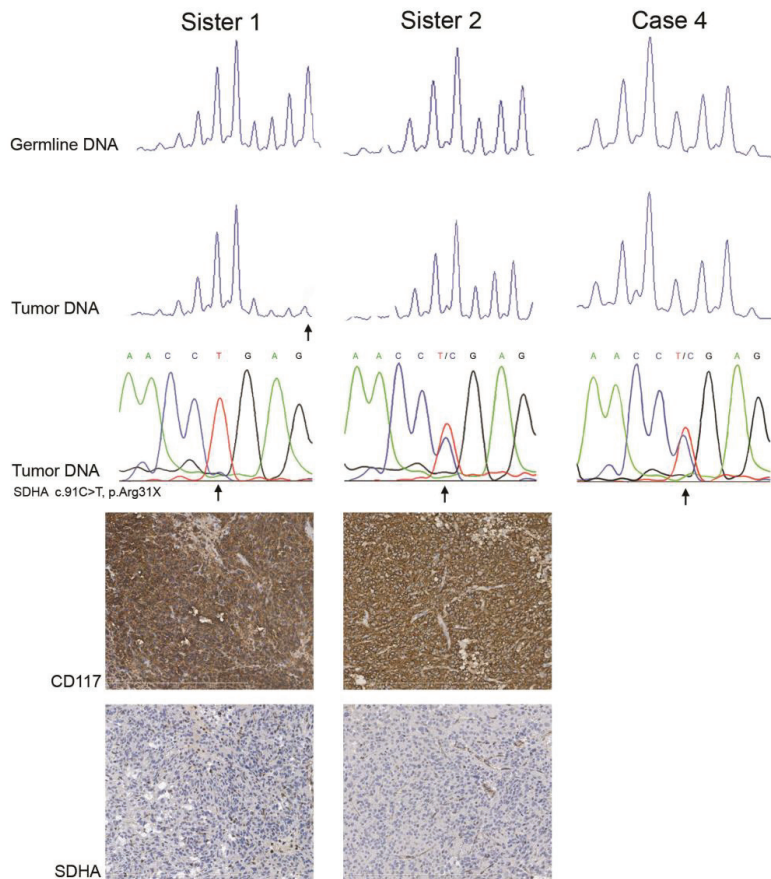 Sister 1 Sister 2 Case 4
Germline DNA
Tumor DNA
A A C C T G A G A A C C T/C G A G A A C C T/C G A G
Tumor DNA
SDHA c.91C>T, p.Arg31X
CD117
SDHA